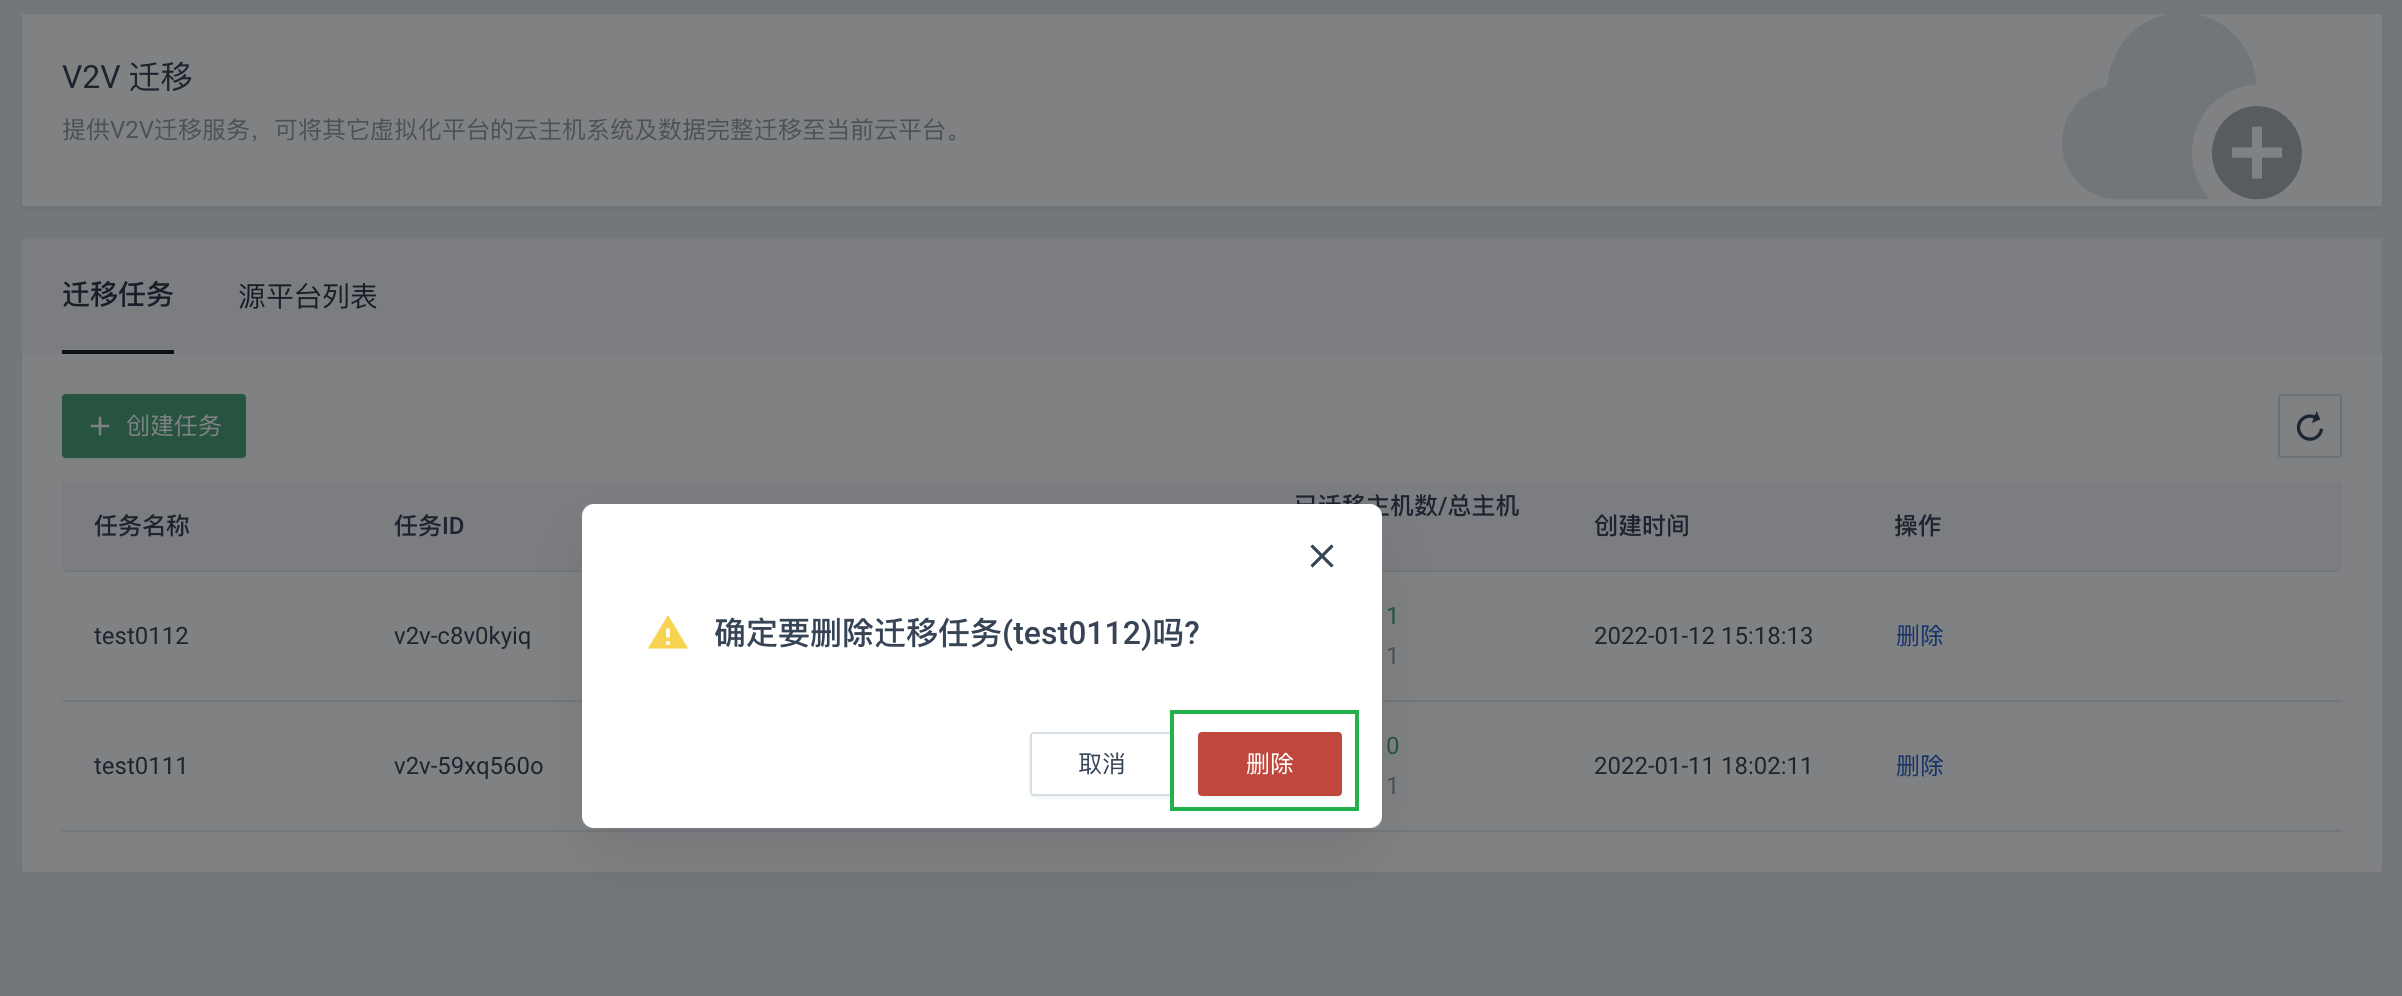 V2V 迁移
提供V2V迁移服务，可将其它虚拟化平台的云主机系统及数据完整迁移至当前云平台。
迁移任务
源平台列表
+ 创建任务
任务名称
任务ID
已迁移主机数/总主机
创建时间
操作
test0112
v2v-c8v0kyiq
1
1
2022-01-12 15:18:13
删除
test0111
v2v-59xq560o
0
1
2022-01-11 18:02:11
删除
确定要删除迁移任务(test0112)吗?
取消
删除